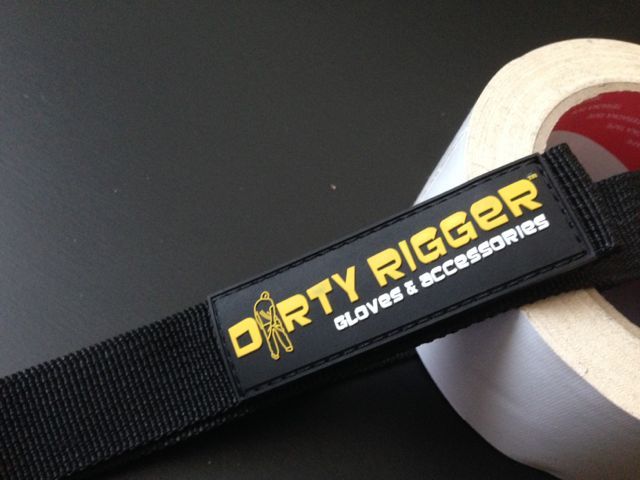 DIRTY RIGGER™
GLOVES & ACCESSORIES